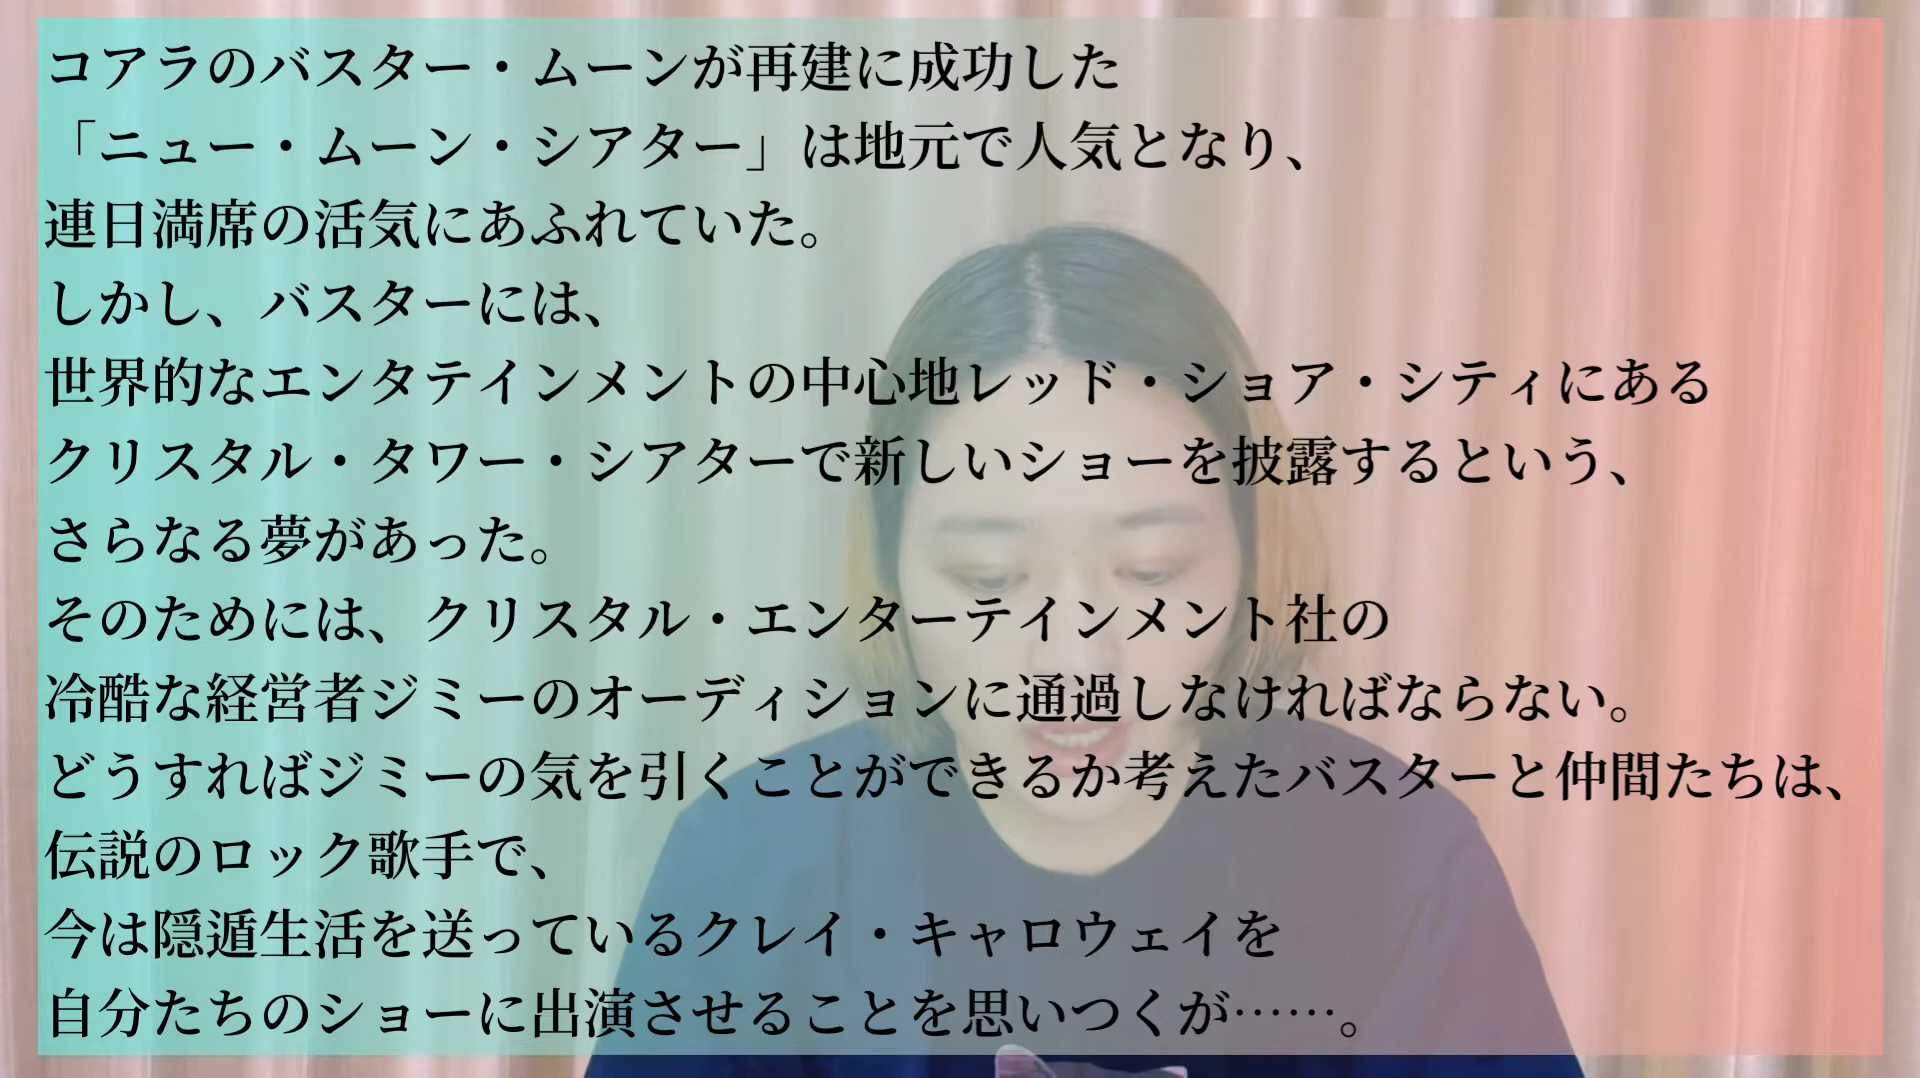 コアラのバスター・ムーンが再建に成功した
「ニュー・ムーン・シアター」は地元で人気となり、
連日満席の活気にあふれていた。
しかし、バスターには、
世界的なエンタテインメントの中心地レッド・ショア・シティにある
クリスタル・タワー・シアターで新しいショーを披露するという、
さらなる夢があった。
そのためには、クリスタル・エンターテインメント社の
冷酷な経営者ジミーのオーディションに通過しなければならない。
どうすればジミーの気を引くことができるか考えたバスターと仲間たちは、
伝説のロック歌手で、
今は隠遁生活を送っているクレイ・キャロウェイを
自分たちのショーに出演させることを思いつくが……。